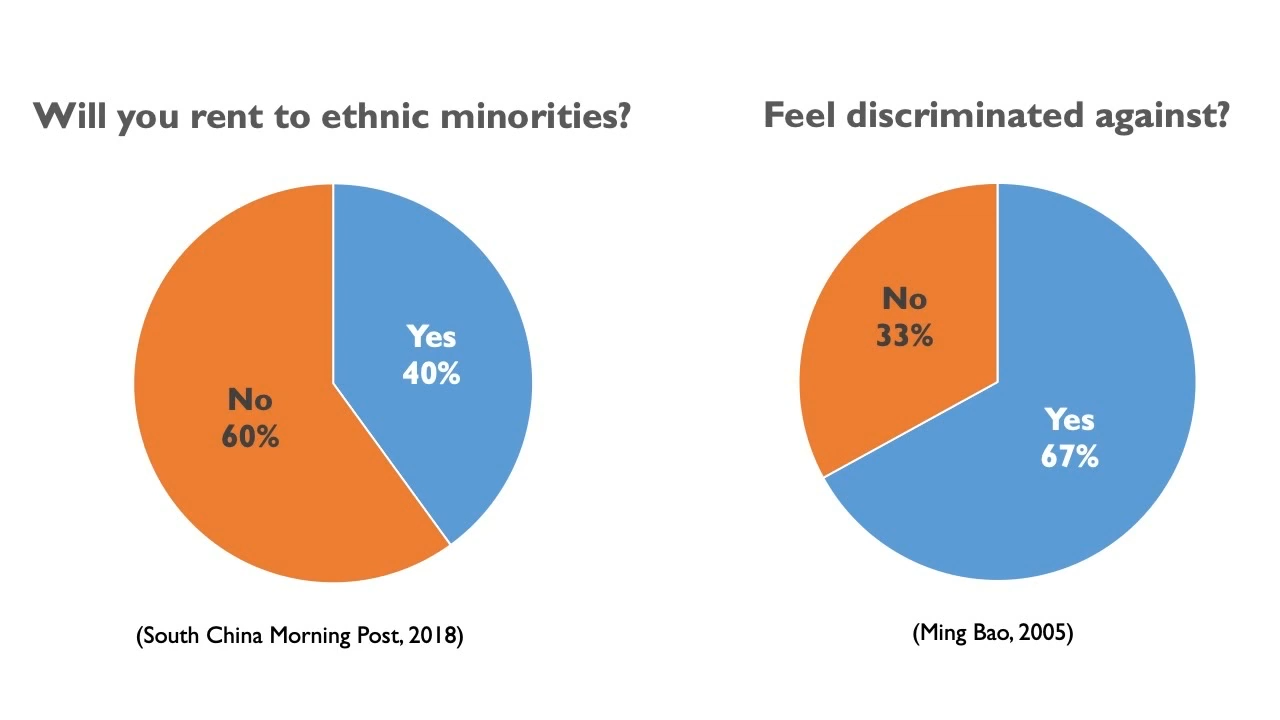 Will you rent to ethnic minorities?
Yes
40%
No
60%
(South China Morning Post, 2018)
Feel discriminated against?
No
33%
Yes
67%
(Ming Bao, 2005)